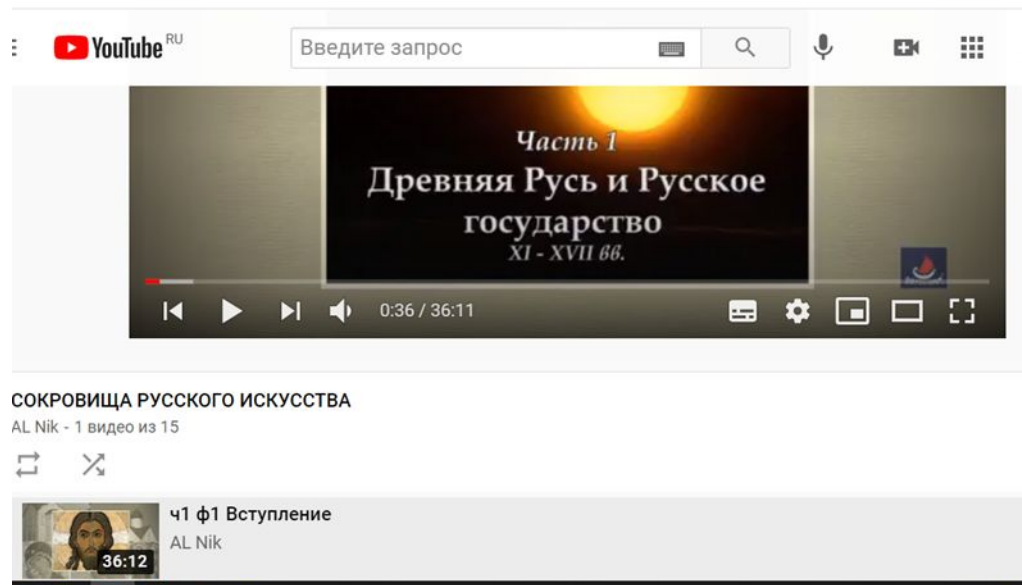 YouTube RU
Введите запрос
Часть 1
Древняя Русь и Русское
государство
XI - XVII вв.
0:36 / 36:11
СОКРОВИЩА РУССКОГО ИСКУССТВА
AL Nik - 1 видео из 15
ч1 ф1 Вступление
AL Nik
36:12